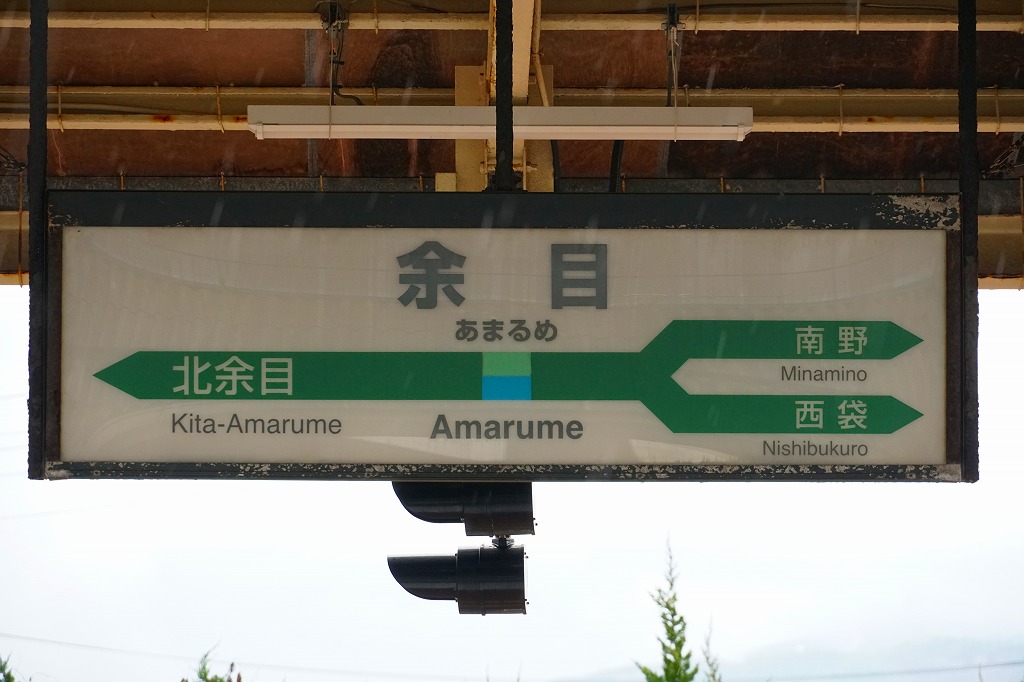 余目
あまるめ
北余目
Kita-Amarume
Amarume
南野
Minamino
西袋
Nishibukuro